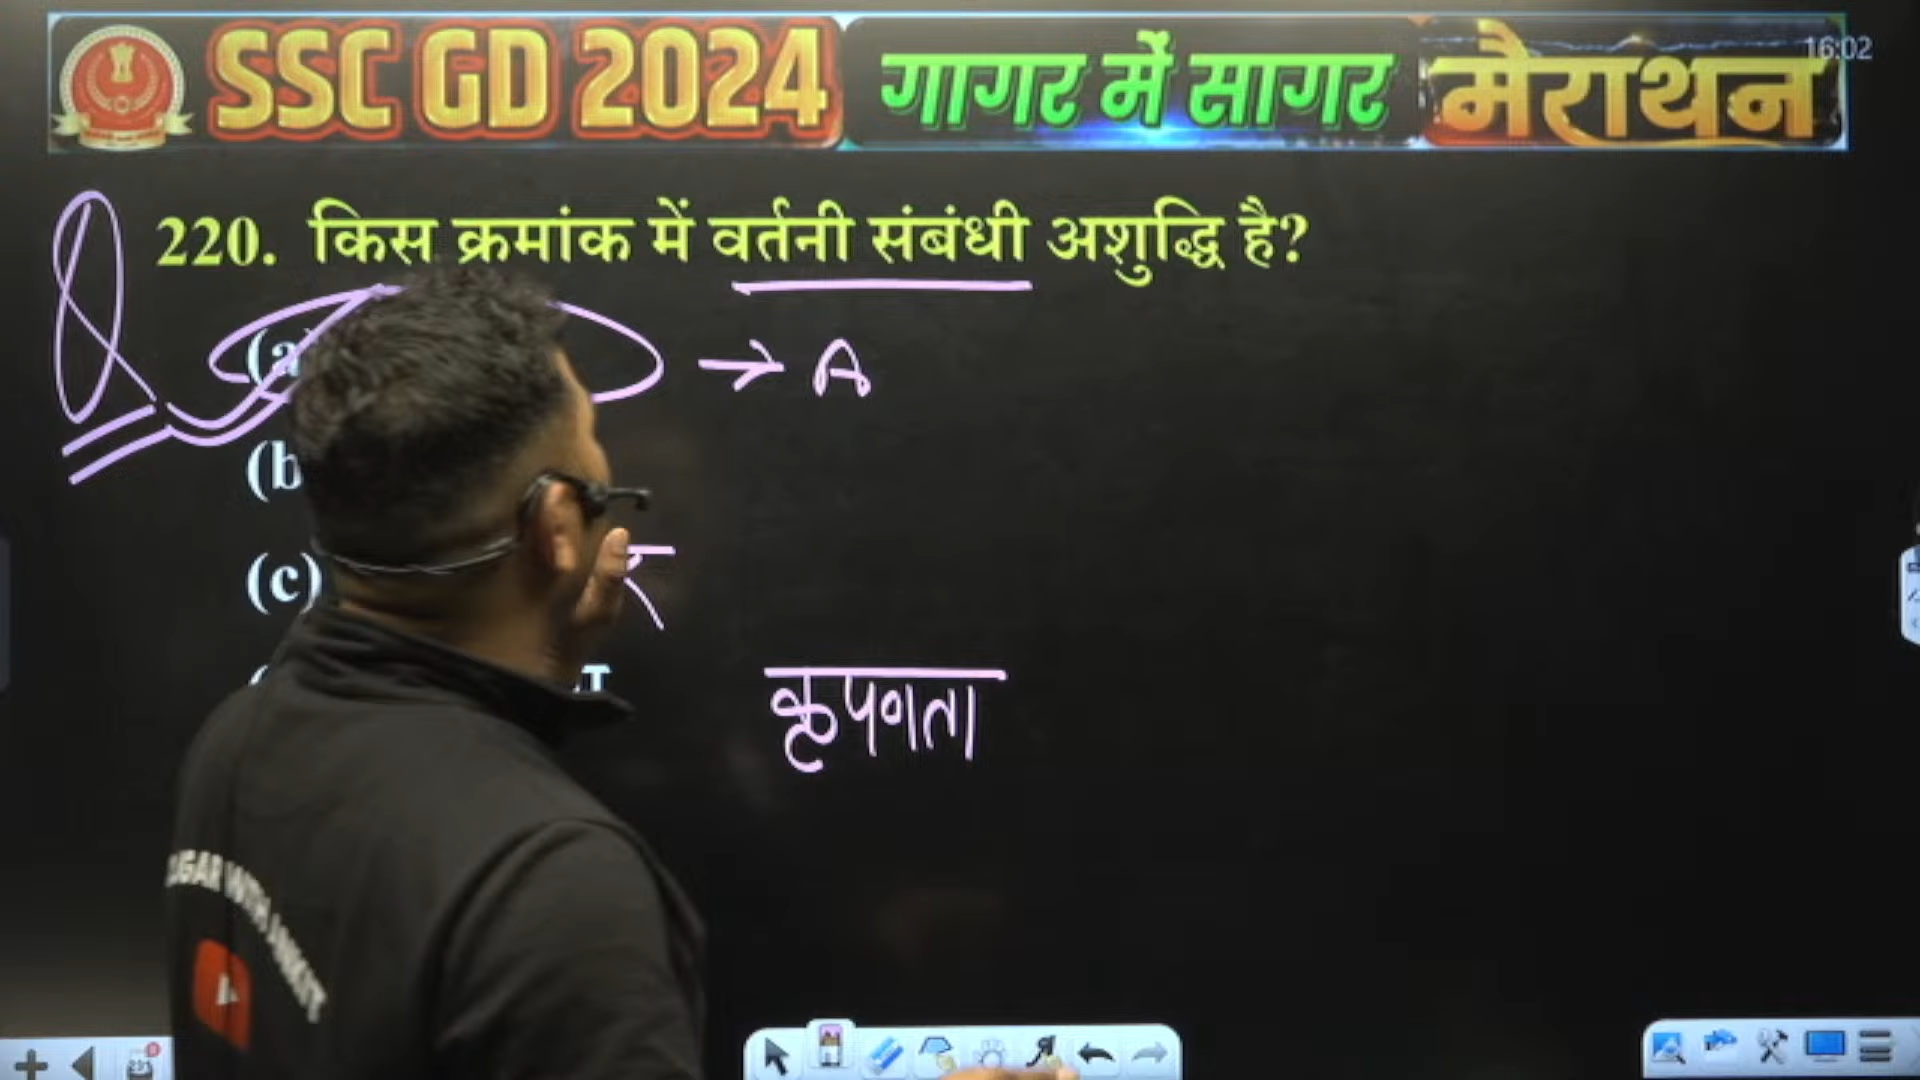 SSC GD 2024 गागर में सागर मैराथन
16:02
220. किस क्रमांक में वर्तनी संबंधी अशुद्धि है?
(a) → A
(b
(c)
कृपणता